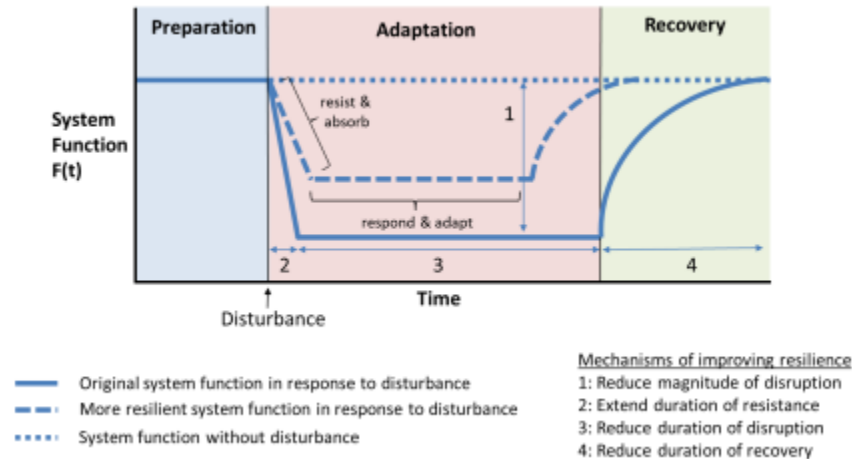 Preparation
Adaptation
Recovery
System
Function
F(t)
resist &
absorb
1
respond & adapt
2
3
4
Time
Disturbance
Original system function in response to disturbance
More resilient system function in response to disturbance
System function without disturbance
Mechanisms of improving resilience
1: Reduce magnitude of disruption
2: Extend duration of resistance
3: Reduce duration of disruption
4: Reduce duration of recovery